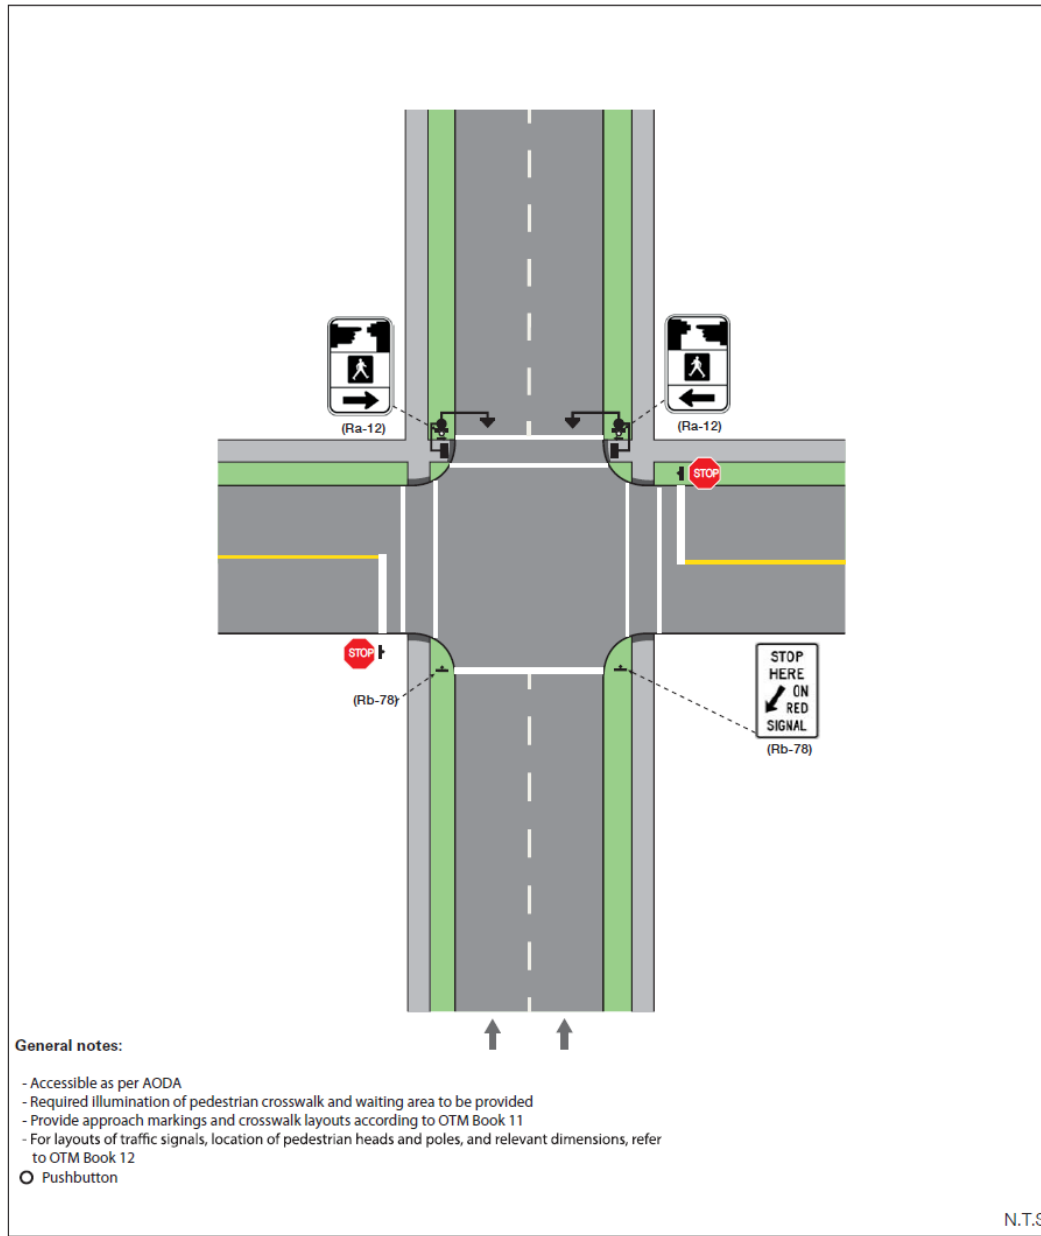 (Ra-12)
(Ra-12)
STOP
STOP
(Rb-78)
STOP
HERE
ON
RED
SIGNAL
(Rb-78)
General notes:
- Accessible as per AODA
- Required illumination of pedestrian crosswalk and waiting area to be provided
- Provide approach markings and crosswalk layouts according to OTM Book 11
- For layouts of traffic signals, location of pedestrian heads and poles, and relevant dimensions, refer
to OTM Book 12
Pushbutton
N.T.S